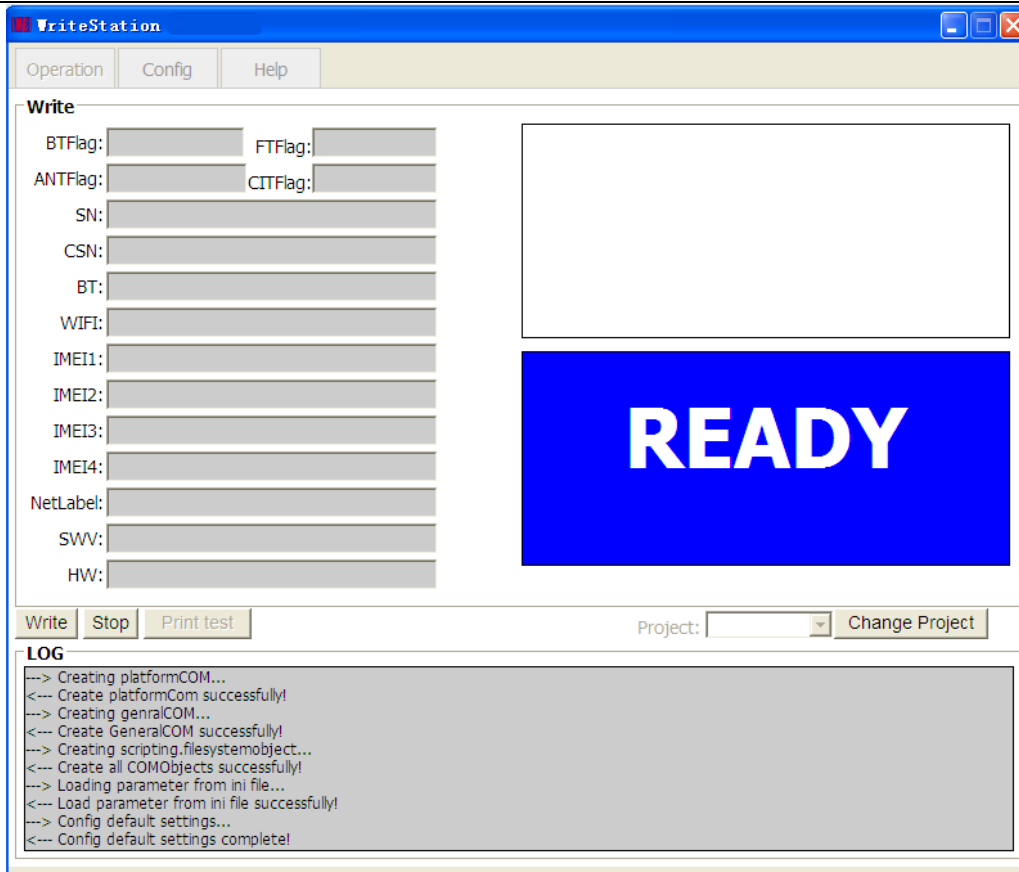 WriteStation
Operation Config Help
Write
BTFlag: FTFlag:
ANTFlag: CITFlag:
SN:
CSN:
BT:
WIFI:
IMEI1:
IMEI2:
IMEI3:
IMEI4:
NetLabel:
SWV:
HW:
READY
Write Stop Print test Project: Change Project
LOG
---> Creating platformCOM...
<--- Create platformCom successfully!
---> Creating genralCOM...
<--- Create GeneralCOM successfully!
---> Creating scripting.filesystemobject...
<--- Create all COMObjects successfully!
---> Loading parameter from ini file...
<--- Load parameter from ini file successfully!
---> Config default settings...
<--- Config default settings complete!